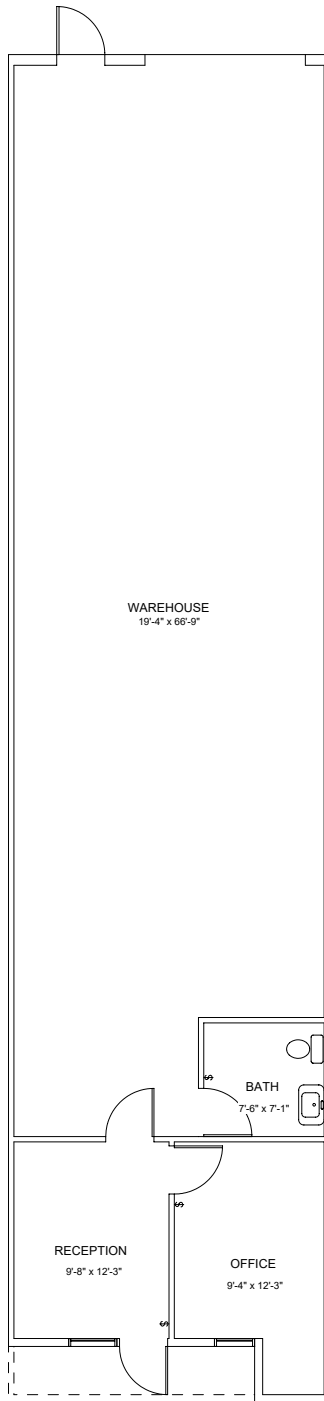 WAREHOUSE
19'-4" x 66'-9"
BATH
7'-6" x 7'-1"
RECEPTION
9'-8" x 12'-3"
OFFICE
9'-4" x 12'-3"